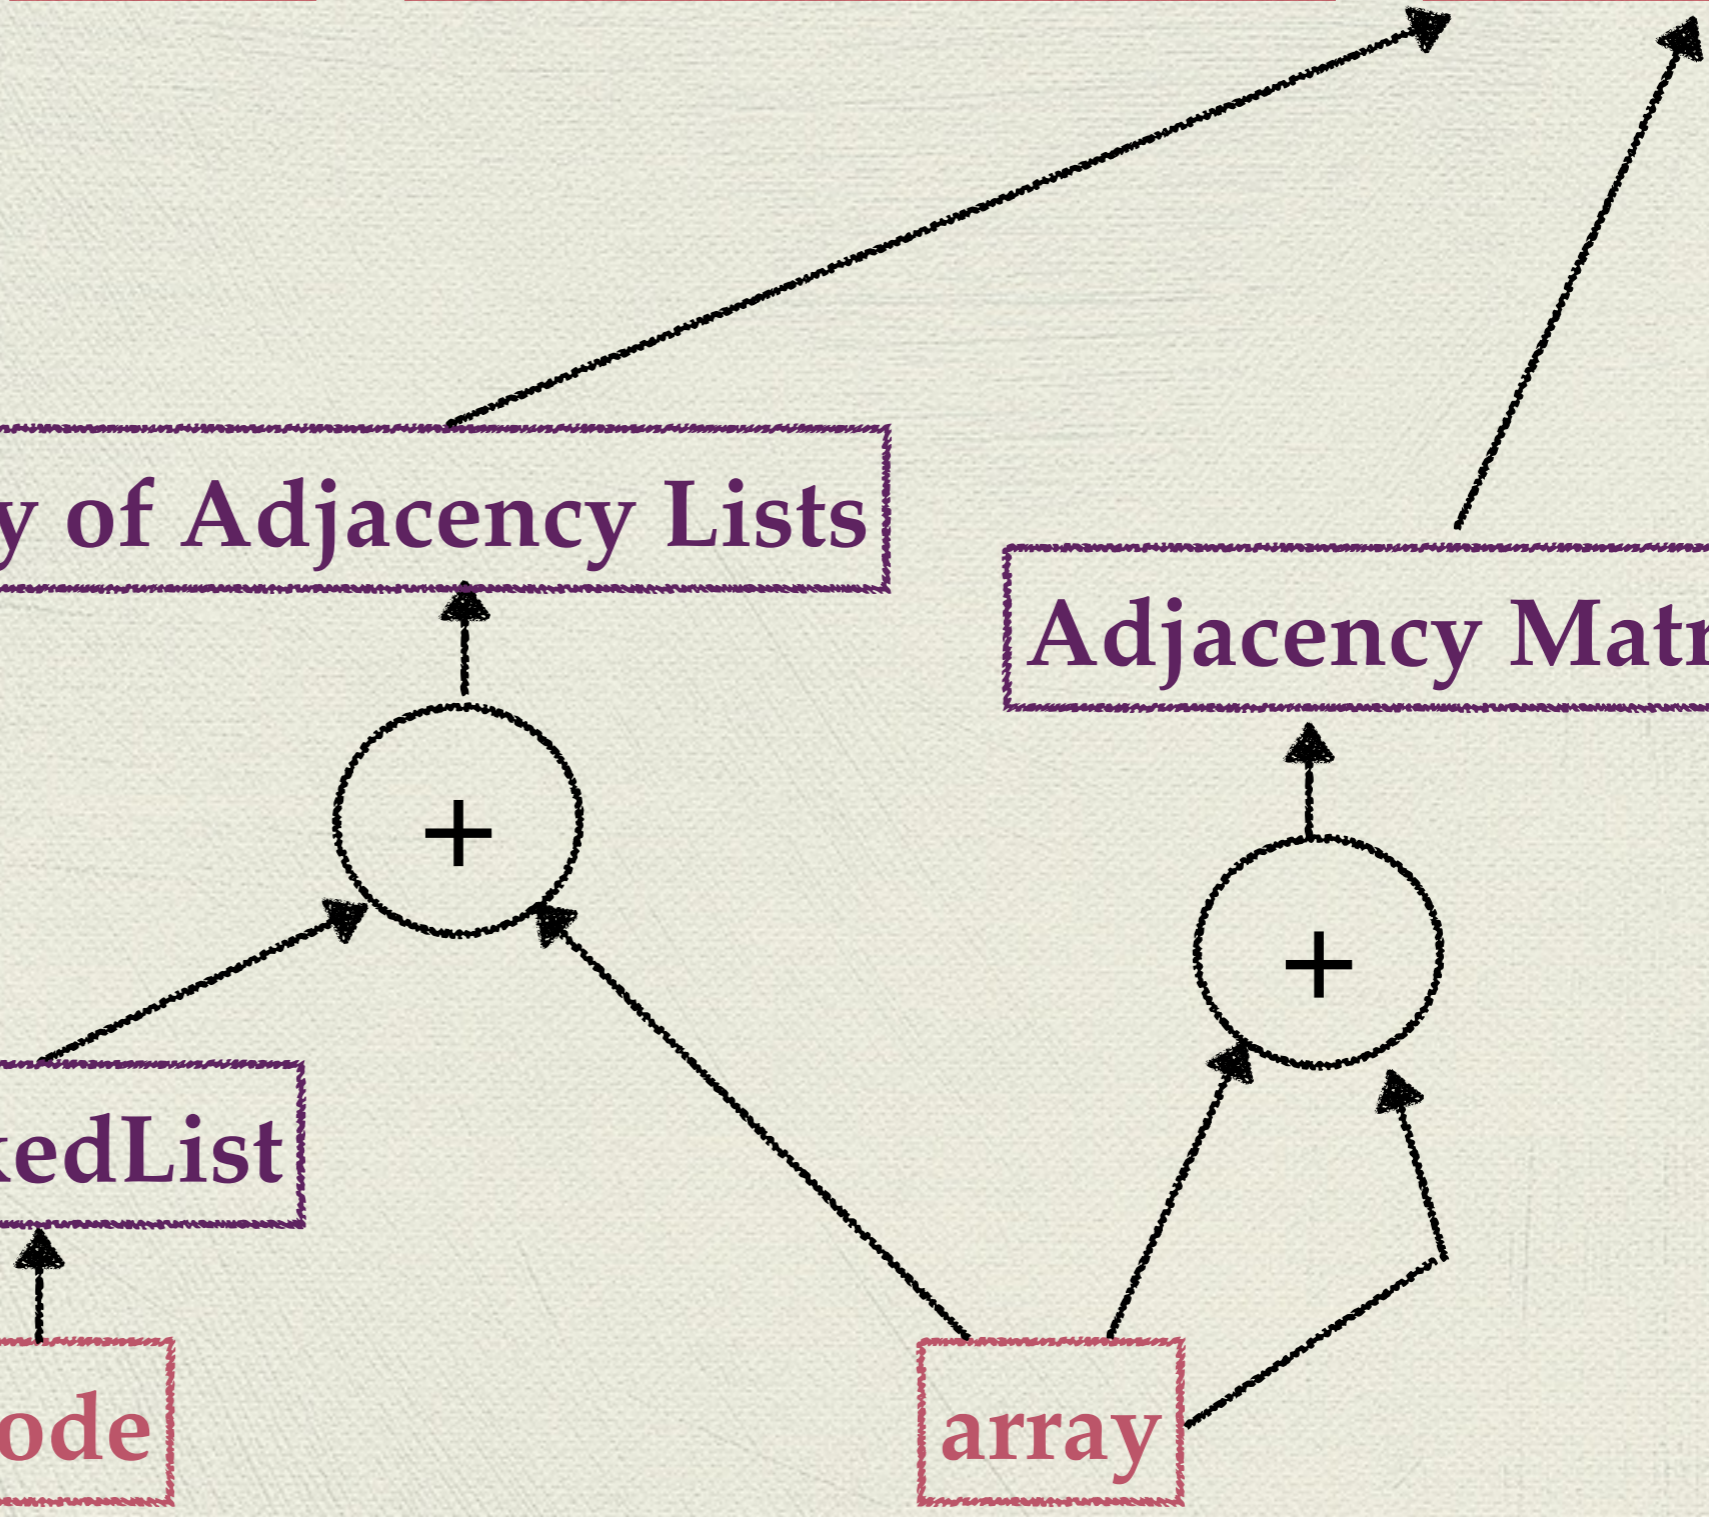 y of Adjacency Lists
Adjacency Matr
+
+
kedList
ode
array